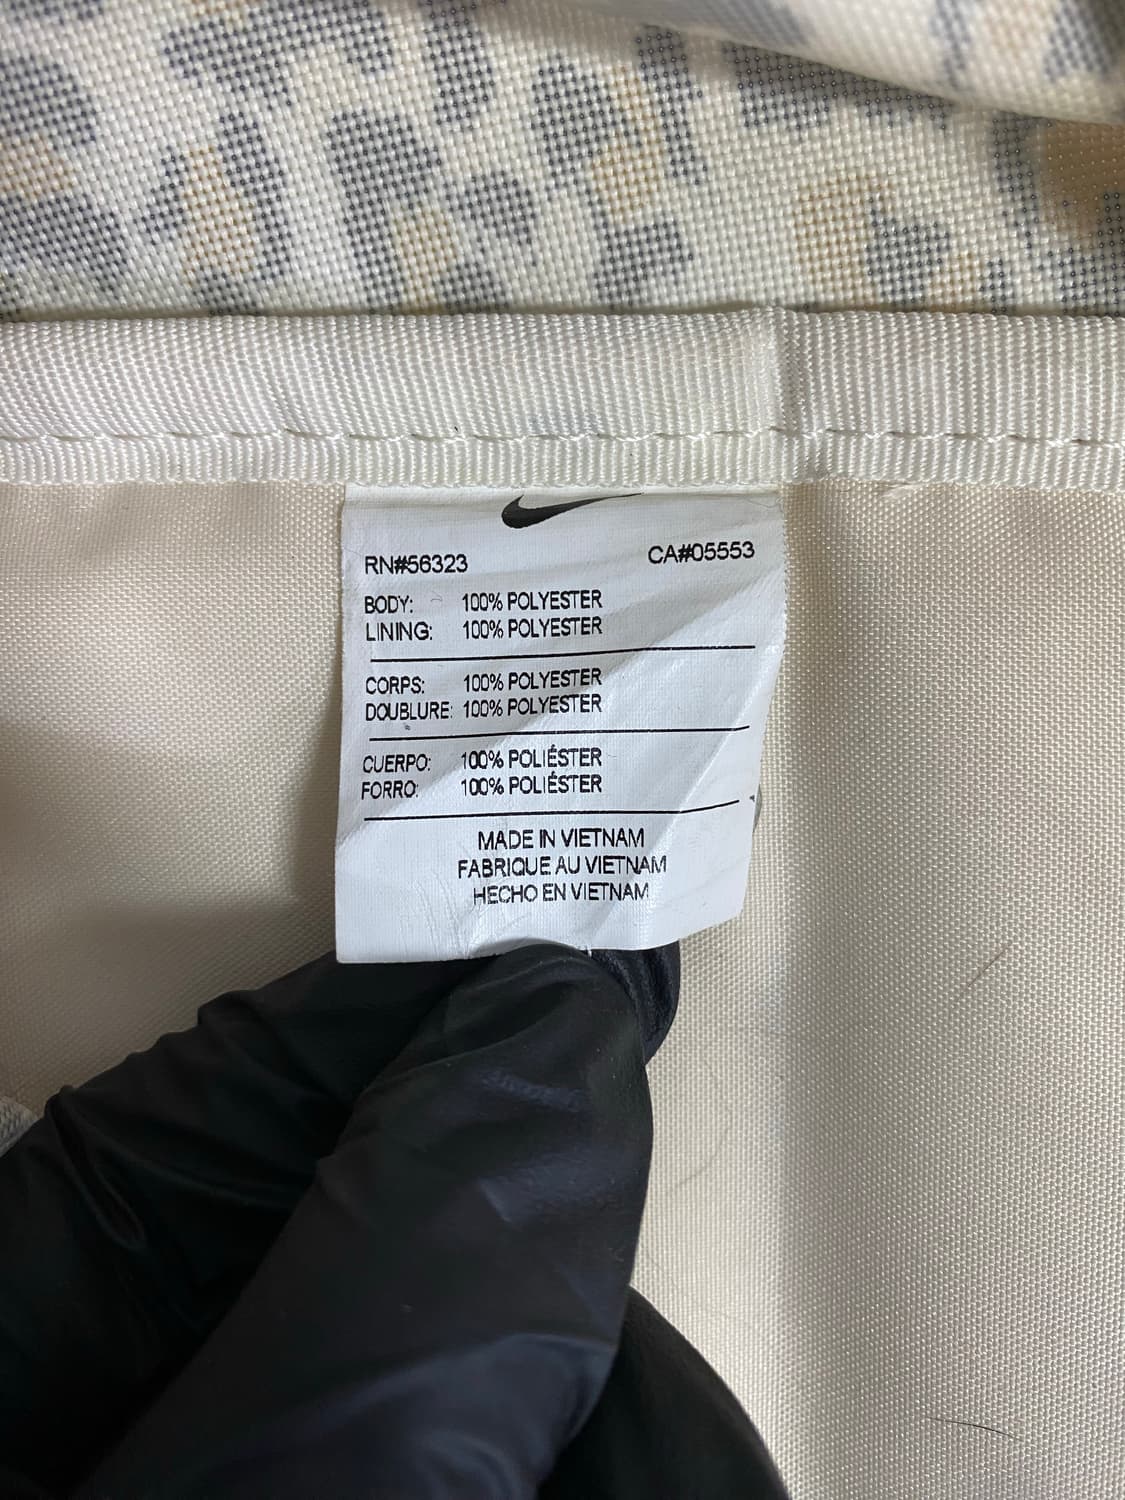 RN#56323 CA#05553
BODY: 100% POLYESTER
LINING: 100% POLYESTER
CORPS: 100% POLYESTER
DOUBLURE: 100% POLYESTER
CUERPO: 100% POLIÉSTER
FORRO: 100% POLIÉSTER
MADE IN VIETNAM
FABRIQUE AU VIETNAM
HECHO EN VIETNAM